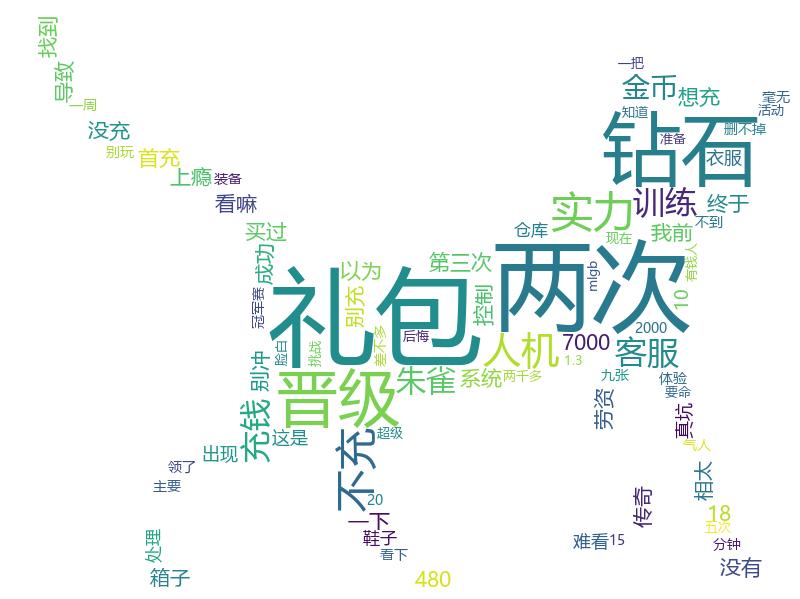 找到
导致
一周
没充
别玩
首充
上瘾
装备
看嘛
买过
成功
一把
金币
想充
毫无
活动
知道
钻石
删不掉
准备
衣服
实力
训练
终于
不到
仓库
现在
我前
有钱人
第三次
以为
两次
mlgb
10
礼包
别充
控制
冠军赛
后悔
差不多
脸白
挑战
2000
人机
7000
客服
1.3
晋级
朱雀
系统
两千多
九张
体验
要命
别冲
劳资
真坑
充钱
这是
超级
气人
出现
不充
领了
主要
20
相太
传奇
一下
18
五次
鞋子
难看
15
分钟
处理
看下
箱子
480
没有